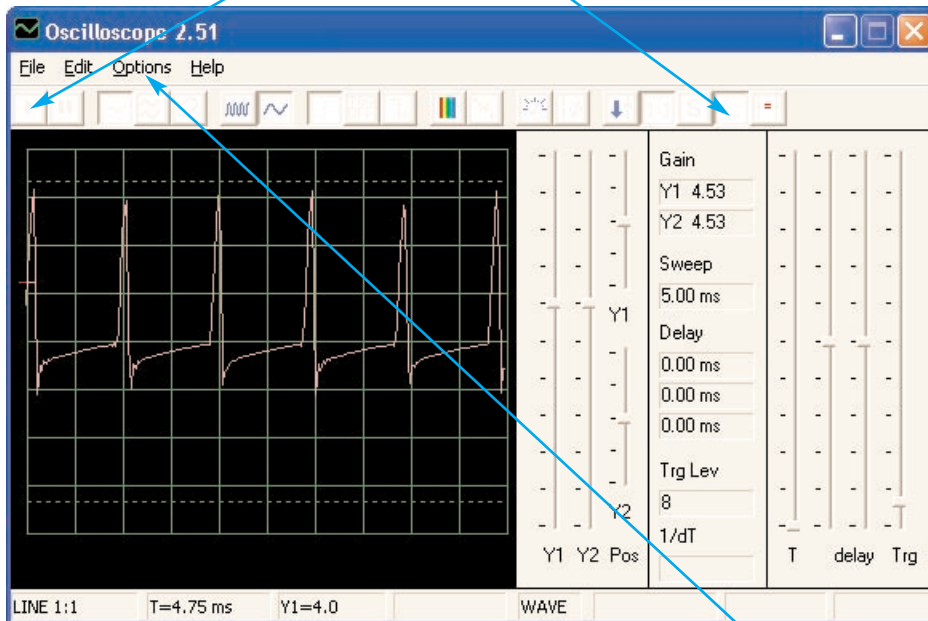 Oscilloscope 2.51
File Edit Options Help
Gain
Y1 4.53
Y2 4.53
Sweep
5.00 ms
Y1
Delay
0.00 ms
0.00 ms
0.00 ms
Trg Lev
8
Y2
1/dT
Y1 Y2 Pos
T delay Trg
LINE 1:1 T=4.75 ms Y1=4.0 WAVE